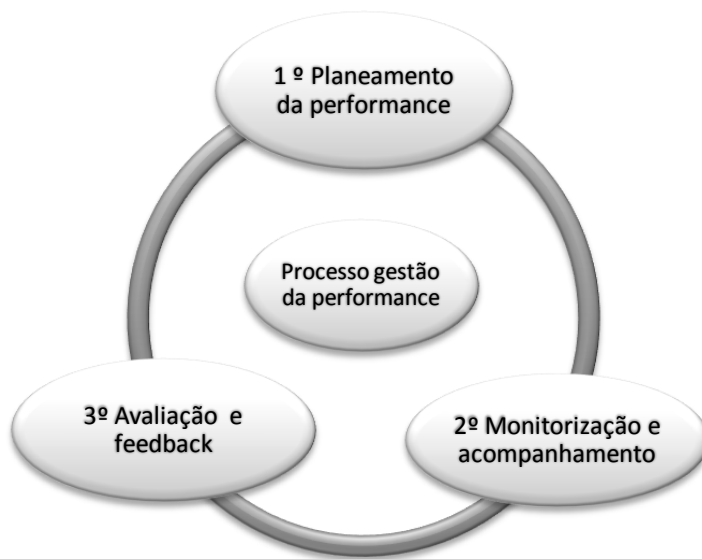 1 º Planeamento
da performance
Processo gestão
da performance
3º Avaliação e
feedback
2º Monitorização e
acompanhamento